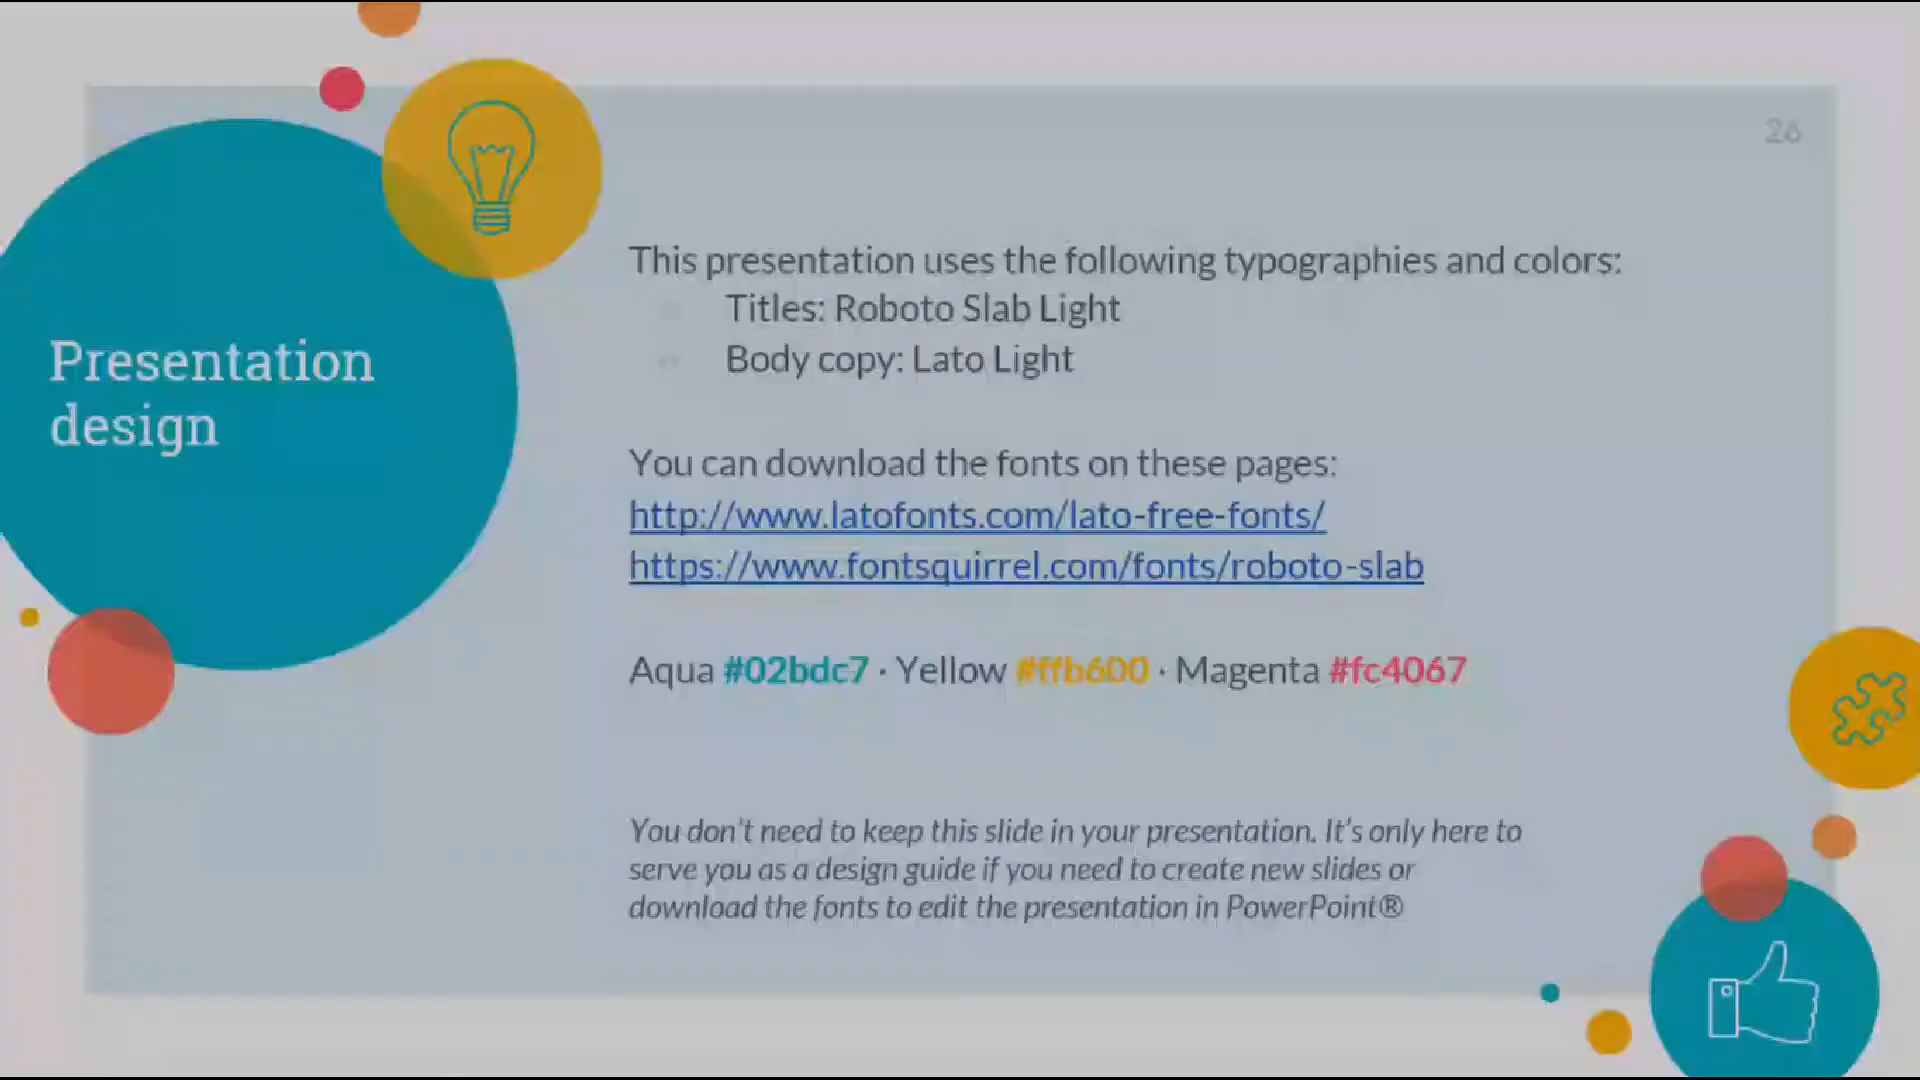 26
Presentation
design
This presentation uses the following typographies and colors:
Titles: Roboto Slab Light
Body copy: Lato Light
You can download the fonts on these pages:
http://www.latofonts.com/lato-free-fonts/
https://www.fontsquirrel.com/fonts/roboto-slab
Aqua #02bdc7 · Yellow #ffb600 · Magenta #fc4067
You don't need to keep this slide in your presentation. It's only here to
serve you as a design guide if you need to create new slides or
download the fonts to edit the presentation in PowerPoint®